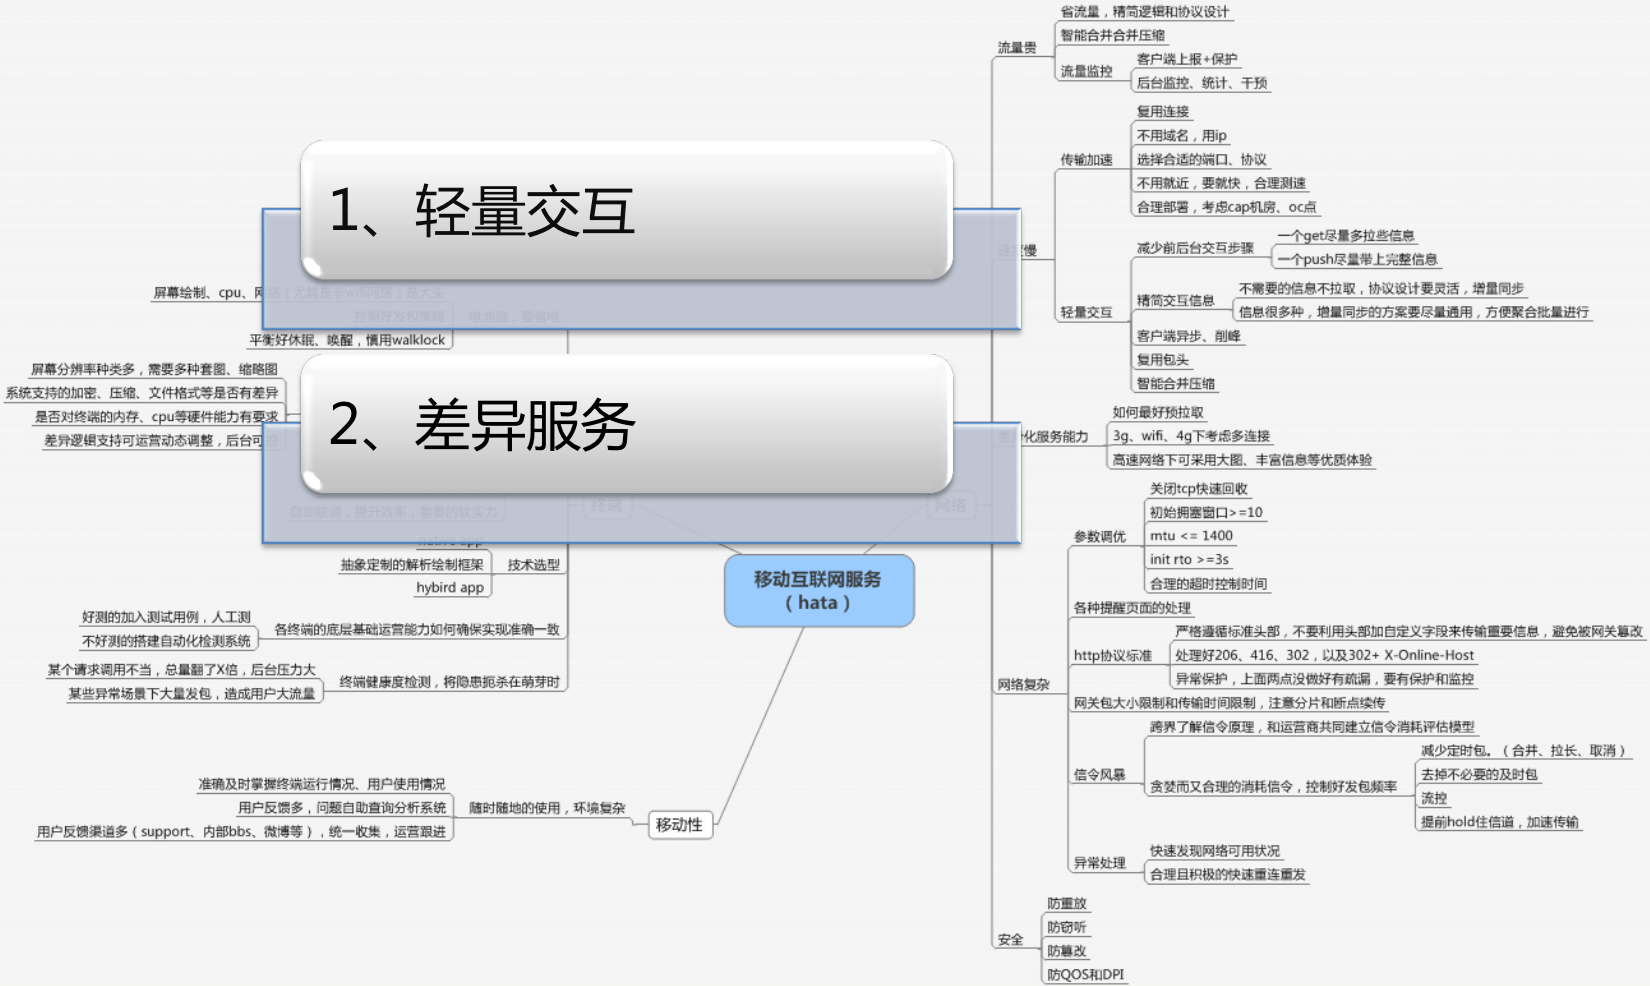 1、轻量交互
2、差异服务
移动互联网服务
（hata）
网络
流量贵
省流量，精简逻辑和协议设计
智能合并合并压缩
流量监控
客户端上报+保护
后台监控、统计、干预
慢
传输加速
复用连接
不用域名，用ip
选择合适的端口、协议
不用就近，要就快，合理测速
合理部署，考虑cap机房、oc点
轻量交互
减少前后台交互步骤
一个get尽量多拉些信息
一个push尽量带上完整信息
精简交互信息
不需要的信息不拉取，协议设计要灵活，增量同步
信息很多种，增量同步的方案要尽量通用，方便聚合批量进行
客户端异步、削峰
复用包头
智能合并压缩
差异化服务能力
如何最好预拉取
3g、wifi、4g下考虑多连接
高速网络下可采用大图、丰富信息等优质体验
网络复杂
参数调优
关闭tcp快速回收
初始拥塞窗口>=10
mtu <= 1400
init rto >=3s
合理的超时控制时间
各种提醒页面的处理
http协议标准
严格遵循标准头部，不要利用头部加自定义字段来传输重要信息，避免被网关篡改
处理好206、416、302，以及302+ X-Online-Host
异常保护，上面两点没做好有疏漏，要有保护和监控
网关包大小限制和传输时间限制，注意分片和断点续传
信令风暴
跨界了解信令原理，和运营商共同建立信令消耗评估模型
贪婪而又合理的消耗信令，控制好发包频率
减少定时包。（合并、拉长、取消）
去掉不必要的及时包
流控
提前hold住信道，加速传输
异常处理
快速发现网络可用状况
合理且积极的快速重连重发
安全
防重放
防窃听
防篡改
防QOS和DPI
终端
屏幕绘制、cpu、网络（尤其是非wifi网络）是大头
控制好发包策略
电池弱，要省电
平衡好休眠、唤醒，慎用walklock
屏幕分辨率种类多，需要多种套图、缩略图
系统支持的加密、压缩、文件格式等是否有差异
是否对终端的内存、cpu等硬件能力有要求
差异逻辑支持可运营动态调整，后台可
自助联调，提升效率，重要的软实力
native app
抽象定制的解析绘制框架
hybird app
技术选型
好测的加入测试用例，人工测
不好测的搭建自动化检测系统
各终端的底层基础运营能力如何确保实现准确一致
某个请求调用不当，总量翻了X倍，后台压力大
某些异常场景下大量发包，造成用户大流量
终端健康度检测，将隐患扼杀在萌芽时
准确及时掌握终端运行情况、用户使用情况
用户反馈多，问题自助查询分析系统
用户反馈渠道多（support、内部bbs、微博等），统一收集，运营跟进
随时随地的使用，环境复杂
移动性